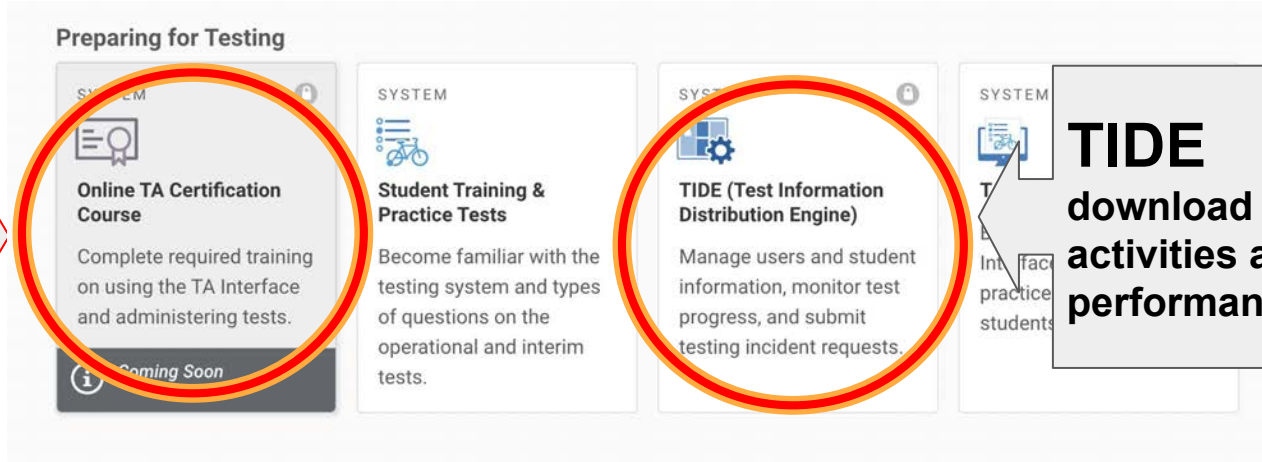 Preparing for Testing
SYSTEM
Online TA Certification
Course
Complete required training
on using the TA Interface
and administering tests.
Coming Soon
SYSTEM
Student Training &
Practice Tests
Become familiar with the
testing system and types
of questions on the
operational and interim
tests.
SYSTEM
TIDE (Test Information
Distribution Engine)
Manage users and student
information, monitor test
progress, and submit
testing incident requests.
SYSTEM
practice
students
TIDE
download
activities